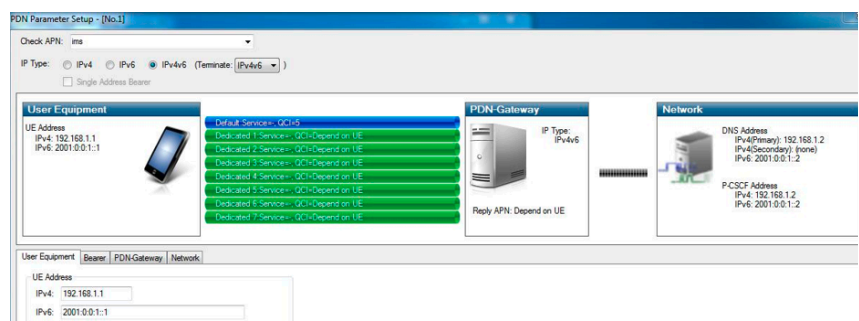 PDN Parameter Setup - [No.1]
Check APN: ims
IP Type: IPv4 IPv6 IPv4v6 (Teminate: IPv4v6 )
Single Address Bearer
User Equipment
UE Address
IPv4: 192.168.1.1
IPv6: 2001:0:0:1::1
Default Service=-, QCI=5
Dedicated 1 Service=-, QCI=Depend on UE
Dedicated 2 Service=-, QCI=Depend on UE
Dedicated 3 Service=-, QCI=Depend on UE
Dedicated 4 Service=-, QCI=Depend on UE
Dedicated 5 Service=-, QCI=Depend on UE
Dedicated 6 Service=-, QCI=Depend on UE
Dedicated 7 Service=-, QCI=Depend on UE
PDN-Gateway
IP Type:
IPv4v6
Reply APN: Depend on UE
Network
DNS Address
IPv4(Primary): 192.168.1.2
IPv4(Secondary): (none)
IPv6: 2001:0:0:1::2
P-CSCF Address
IPv4: 192.168.1.2
IPv6: 2001:0:0:1::2
User Equipment Bearer PDN-Gateway Network
UE Address
IPv4: 192.168.1.1
IPv6: 2001:0:0:1::1